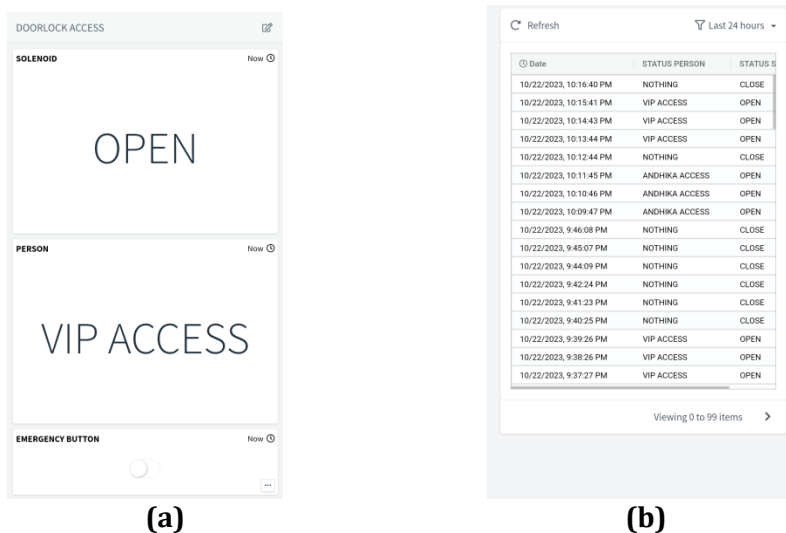 DOORLOCK ACCESS
SOLENOID Now
OPEN
PERSON Now
VIP ACCESS
EMERGENCY BUTTON Now
(a)
Refresh Last 24 hours
Date STATUS PERSON STATUS S
10/22/2023, 10:16:40 PM NOTHING CLOSE
10/22/2023, 10:15:41 PM VIP ACCESS OPEN
10/22/2023, 10:14:43 PM VIP ACCESS OPEN
10/22/2023, 10:13:44 PM VIP ACCESS OPEN
10/22/2023, 10:12:44 PM NOTHING CLOSE
10/22/2023, 10:11:45 PM ANDHIKA ACCESS OPEN
10/22/2023, 10:10:46 PM ANDHIKA ACCESS OPEN
10/22/2023, 10:09:47 PM ANDHIKA ACCESS OPEN
10/22/2023, 9:46:08 PM NOTHING CLOSE
10/22/2023, 9:45:07 PM NOTHING CLOSE
10/22/2023, 9:44:09 PM NOTHING CLOSE
10/22/2023, 9:42:24 PM NOTHING CLOSE
10/22/2023, 9:41:23 PM NOTHING CLOSE
10/22/2023, 9:40:25 PM NOTHING CLOSE
10/22/2023, 9:39:26 PM VIP ACCESS OPEN
10/22/2023, 9:38:26 PM VIP ACCESS OPEN
10/22/2023, 9:37:27 PM VIP ACCESS OPEN
Viewing 0 to 99 items
(b)